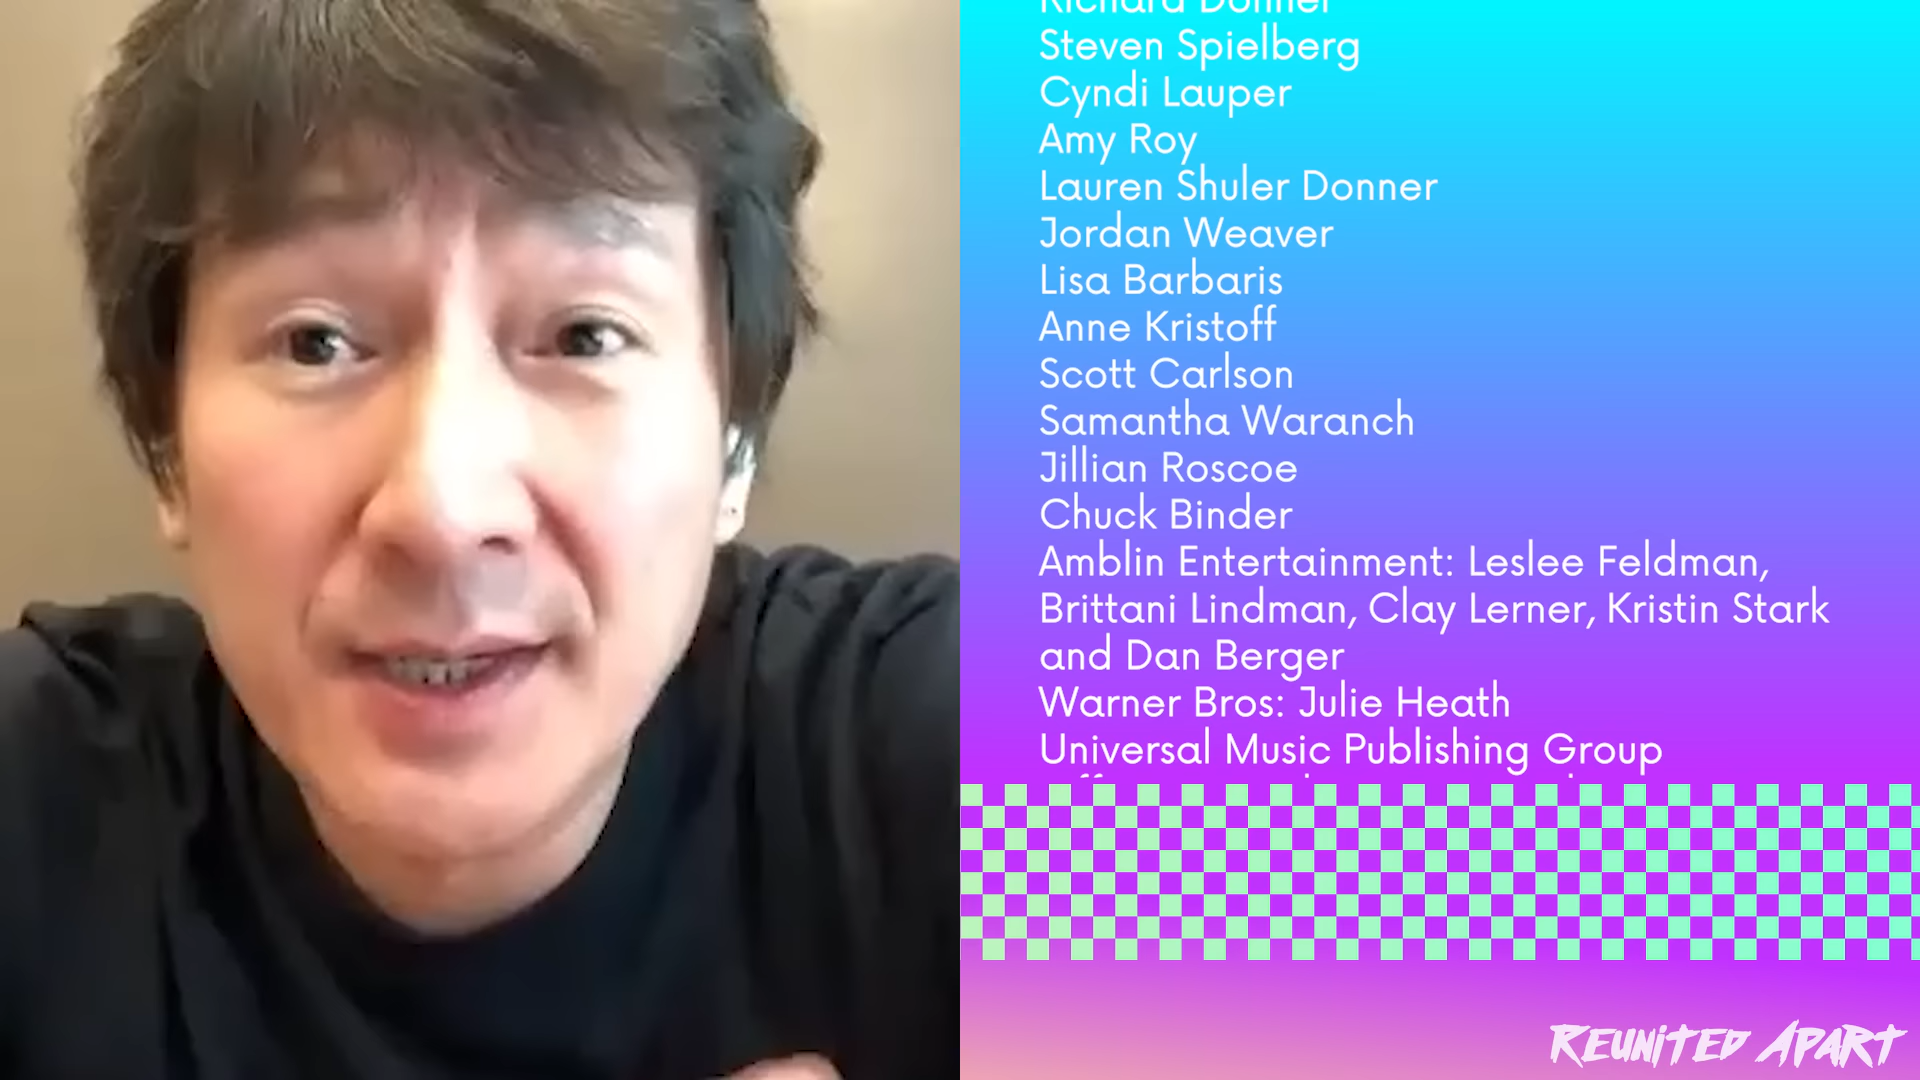 Richard Donner
Steven Spielberg
Cyndi Lauper
Amy Roy
Lauren Shuler Donner
Jordan Weaver
Lisa Barbaris
Anne Kristoff
Scott Carlson
Samantha Waranch
Jillian Roscoe
Chuck Binder
Amblin Entertainment: Leslee Feldman,
Brittani Lindman, Clay Lerner, Kristin Stark
and Dan Berger
Warner Bros: Julie Heath
Universal Music Publishing Group
REUNITED APART